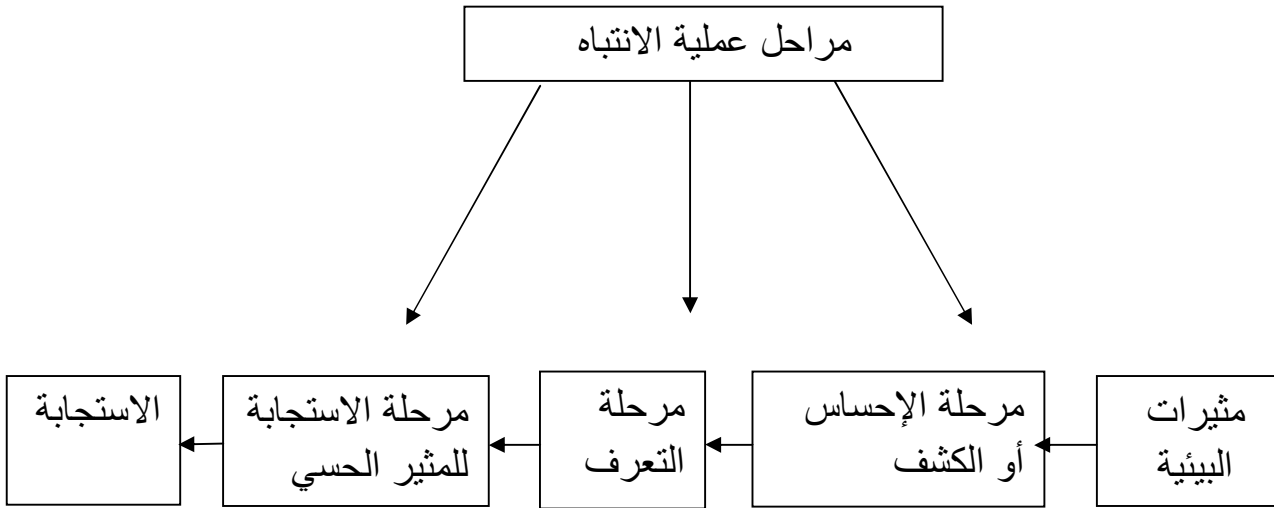 مراحل عملية الانتباه
مثيرات
البيئية
مرحلة الإحساس
أو الكشف
مرحلة
التعرف
مرحلة الاستجابة
للمثير الحسي
الاستجابة